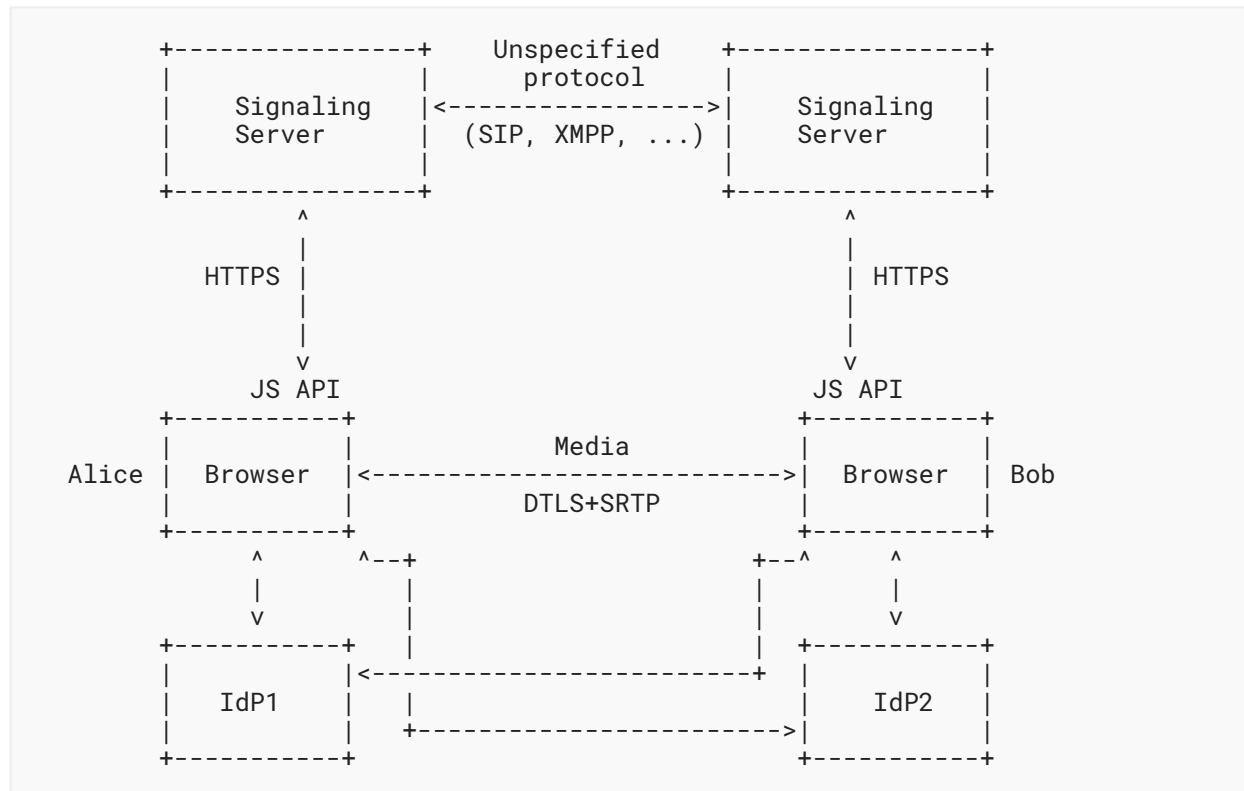 Unspecified
protocol
Signaling Signaling
Server (SIP, XMPP, ...) Server
HTTPS HTTPS
JS API JS API
Media
Alice Browser Browser Bob
DTLS+SRTP
IdP1 IdP2